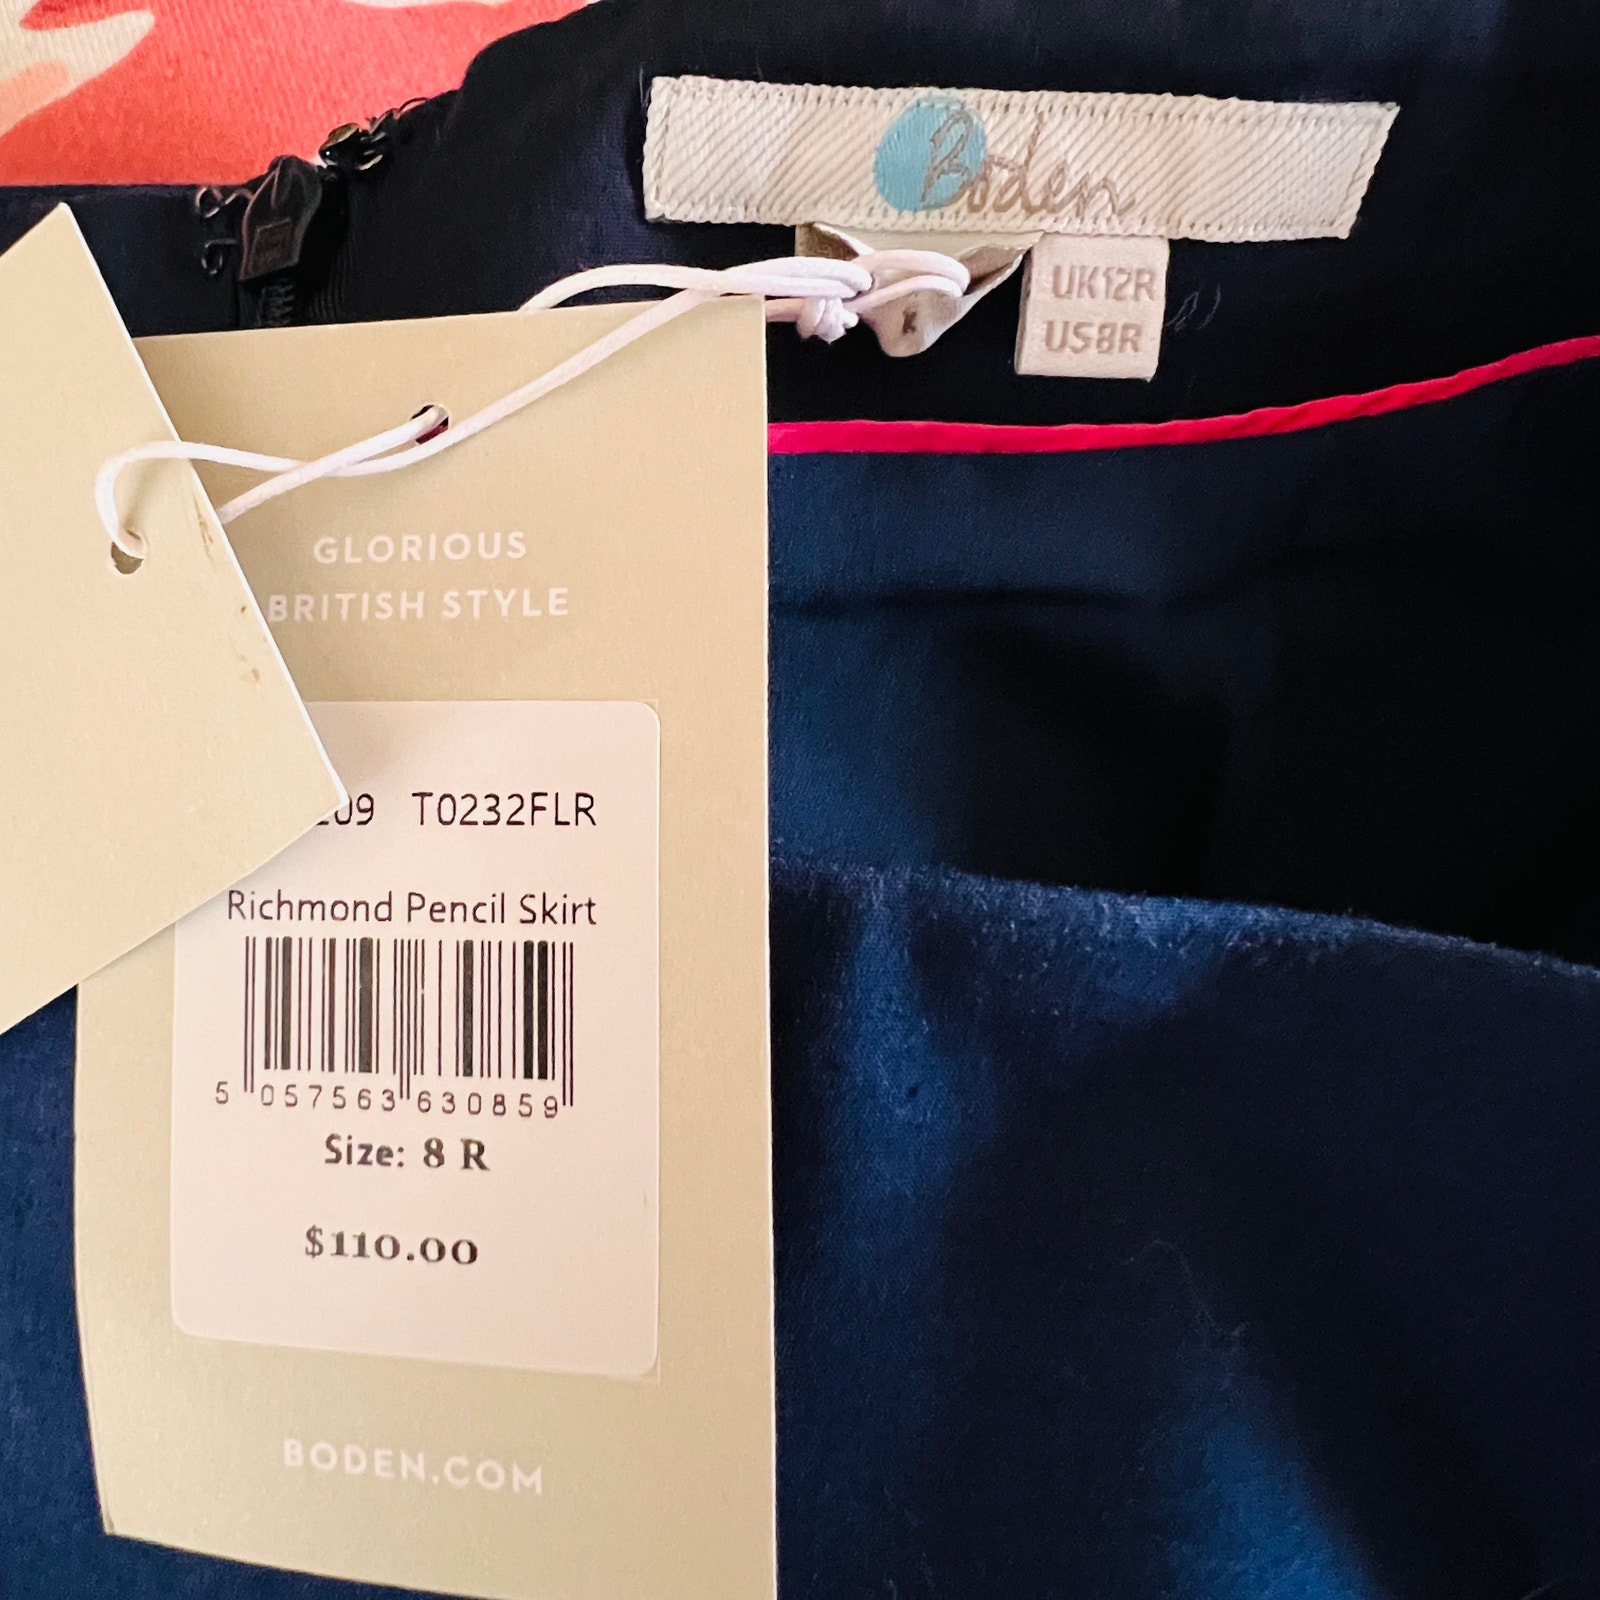 Boden
UK12R
US8R
K
GLORIOUS
BRITISH STYLE
209 T0232FLR
Richmond Pencil Skirt
5 057563 630859
Size: 8 R
$110.00
BODEN.COM